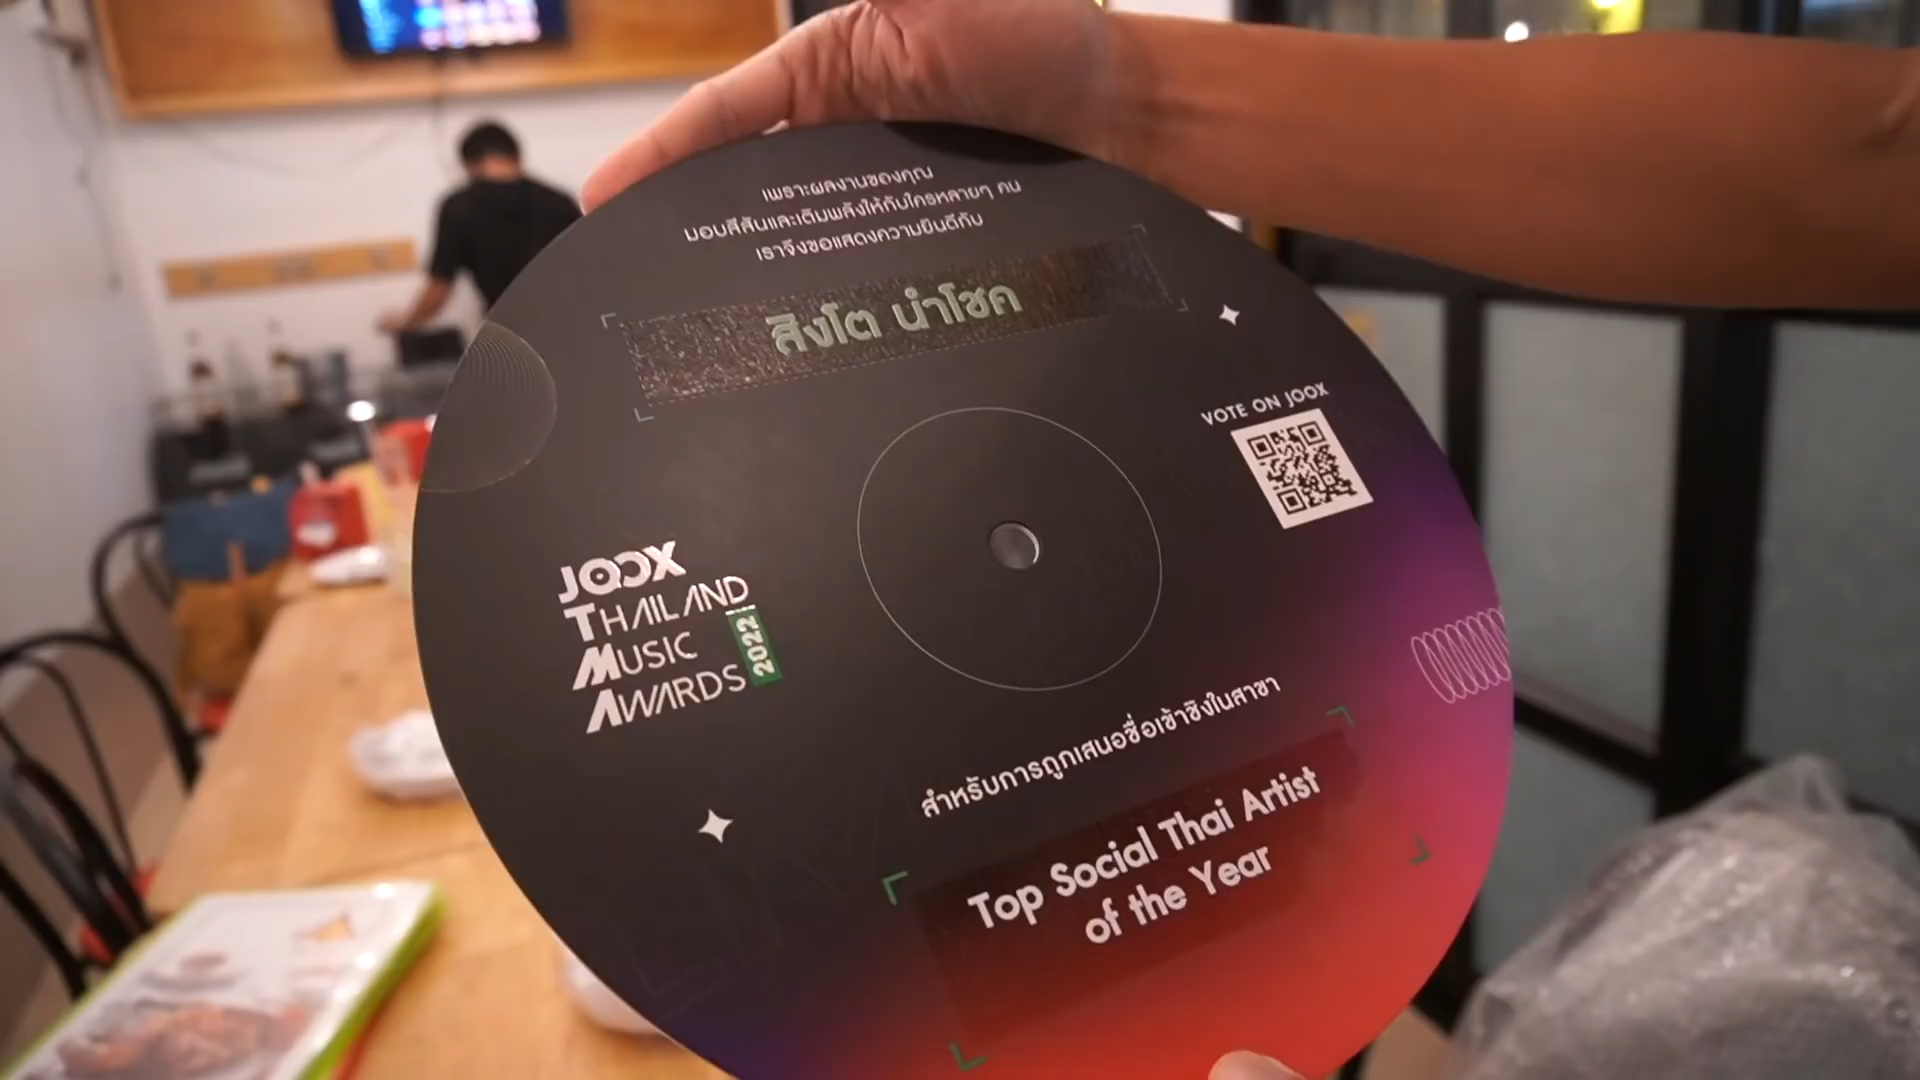 เพราะผลงานของคุณ
มอบสีสันและเติมพลังให้กับใครหลายๆ คน
เราจึงขอแสดงความยินดีกับ
สิงโต นำโชค
VOTE ON JOOX
JOOX
THAILAND
MUSIC
AWARDS
2022
สำหรับการถูกเสนอชื่อเข้าชิงในสาขา
Top Social Thai Artist
of the Year